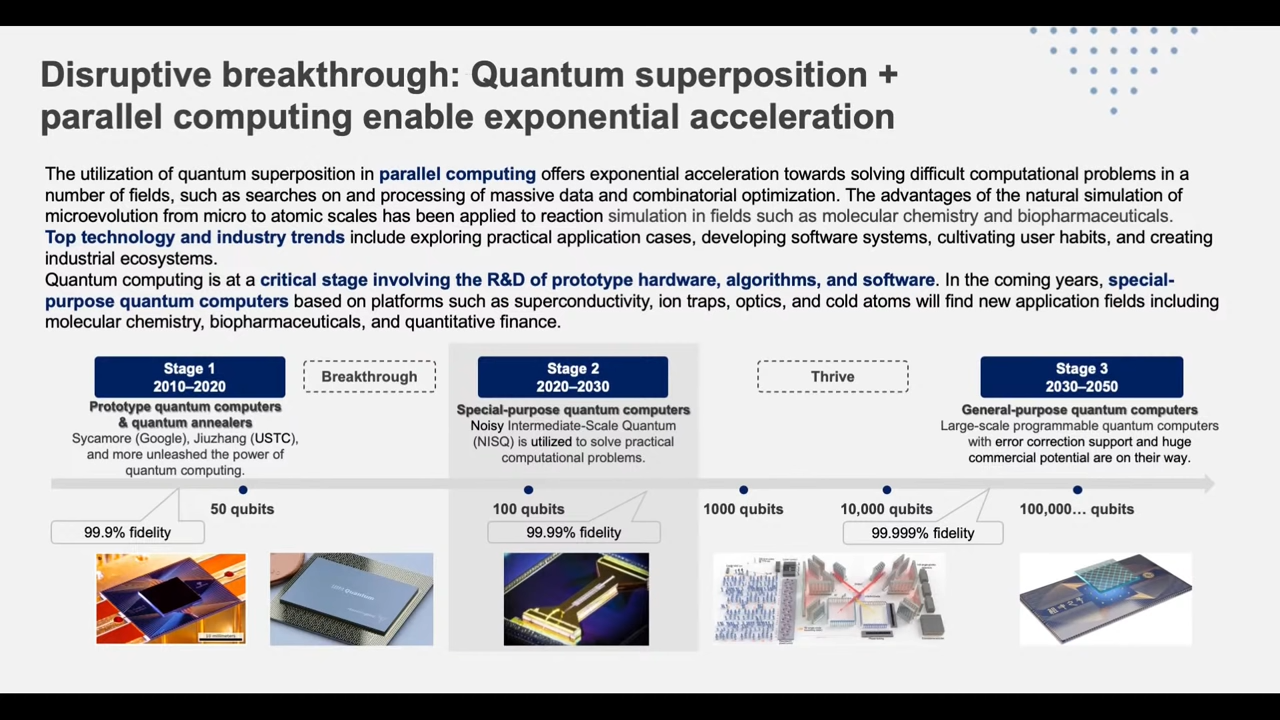 Disruptive breakthrough: Quantum superposition +
parallel computing enable exponential acceleration
The utilization of quantum superposition in parallel computing offers exponential acceleration towards solving difficult computational problems in a
number of fields, such as searches on and processing of massive data and combinatorial optimization. The advantages of the natural simulation of
microevolution from micro to atomic scales has been applied to reaction simulation in fields such as molecular chemistry and biopharmaceuticals.
Top technology and industry trends include exploring practical application cases, developing software systems, cultivating user habits, and creating
industrial ecosystems.
Quantum computing is at a critical stage involving the R&D of prototype hardware, algorithms, and software. In the coming years, special-
purpose quantum computers based on platforms such as superconductivity, ion traps, optics, and cold atoms will find new application fields including
molecular chemistry, biopharmaceuticals, and quantitative finance.
Stage 1
2010–2020
Prototype quantum computers
& quantum annealers
Sycamore (Google), Jiuzhang (USTC),
and more unleashed the power of
quantum computing.
Breakthrough
Stage 2
2020–2030
Special-purpose quantum computers
Noisy Intermediate-Scale Quantum
(NISQ) is utilized to solve practical
computational problems.
Thrive
Stage 3
2030–2050
General-purpose quantum computers
Large-scale programmable quantum computers
with error correction support and huge
commercial potential are on their way.
50 qubits
100 qubits
1000 qubits
10,000 qubits
100,000… qubits
99.9% fidelity
99.99% fidelity
99.999% fidelity
Quantum
10 millimeters